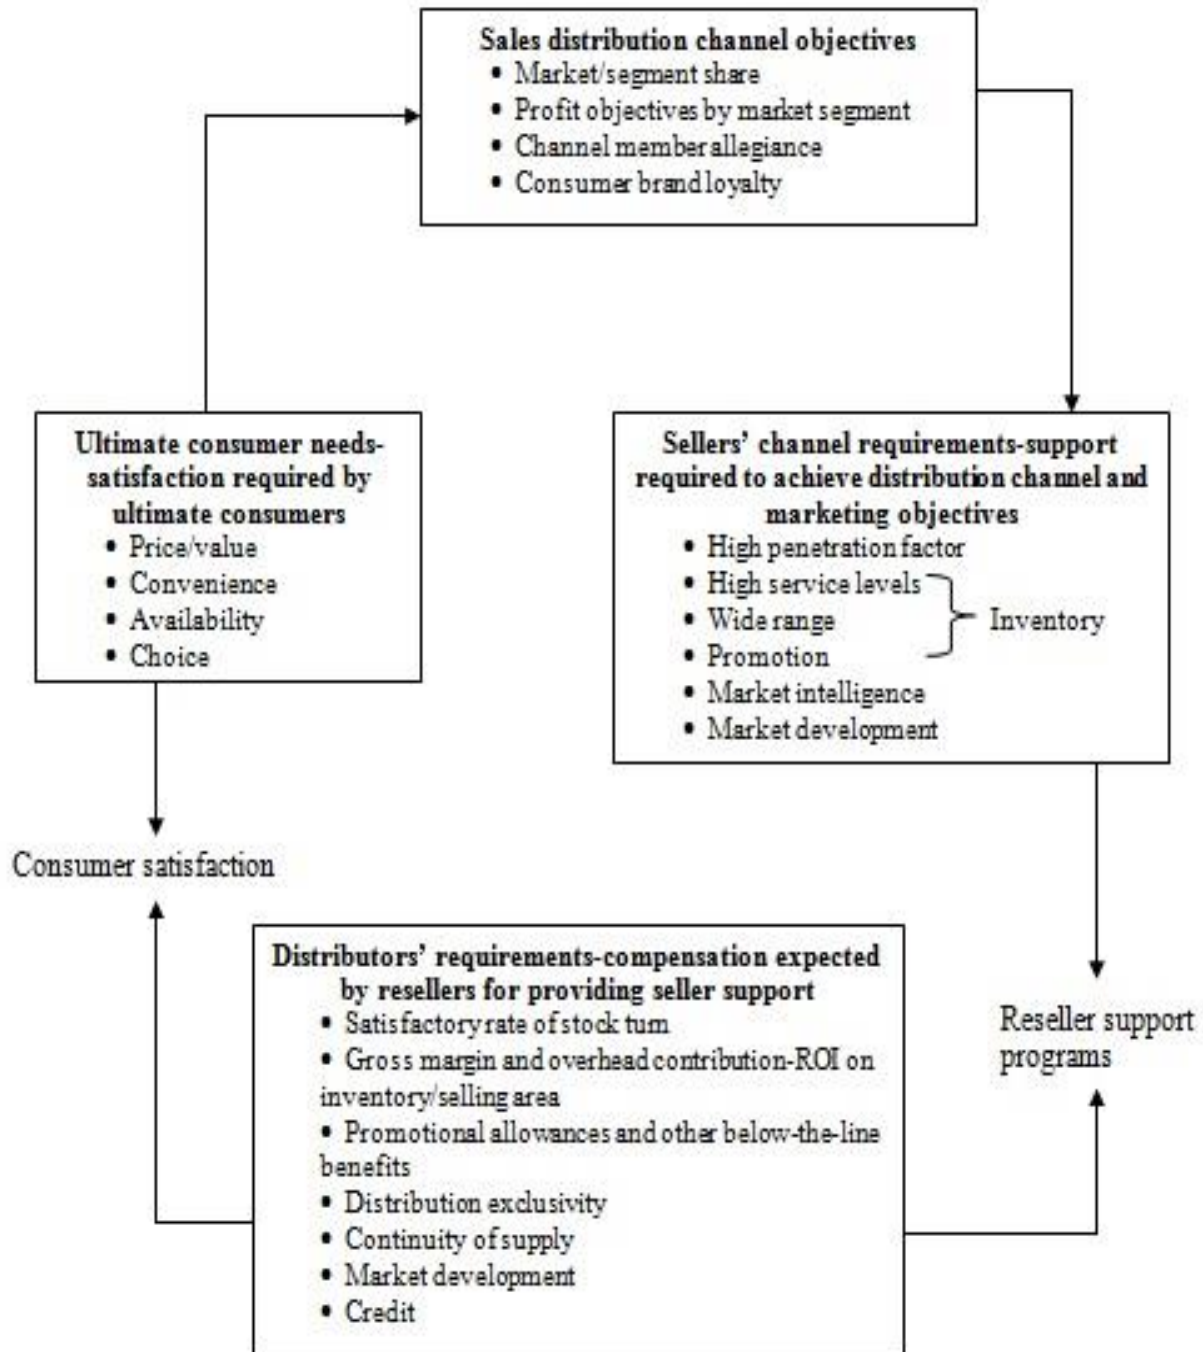 Sales distribution channel objectives
• Market/segment share
• Profit objectives by market segment
• Channel member allegiance
• Consumer brand loyalty
Ultimate consumer needs-
satisfaction required by
ultimate consumers
• Price/value
• Convenience
• Availability
• Choice
Sellers’ channel requirements-support
required to achieve distribution channel and
marketing objectives
• High penetration factor
• High service levels
• Wide range
• Promotion
Inventory
• Market intelligence
• Market development
Consumer satisfaction
Distributors’ requirements-compensation expected
by resellers for providing seller support
• Satisfactory rate of stock turn
• Gross margin and overhead contribution-ROI on
inventory/selling area
• Promotional allowances and other below-the-line
benefits
• Distribution exclusivity
• Continuity of supply
• Market development
• Credit
Reseller support
programs